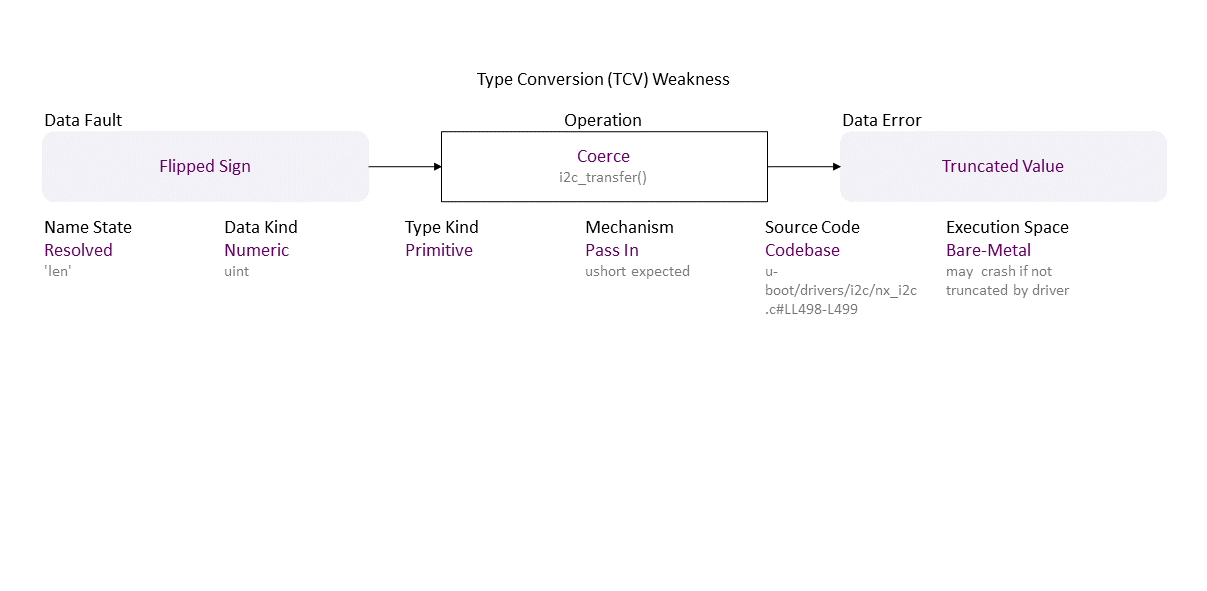 Type Conversion (TCV) Weakness
Data Fault
Operation
Data Error
Flipped Sign
Coerce
i2c_transfer()
Truncated Value
Name State
Resolved
'len'
Data Kind
Numeric
uint
Type Kind
Primitive
Mechanism
Pass In
ushort expected
Source Code
Codebase
u-
boot/drivers/i2c/nx_i2c
.c#LL498-L499
Execution Space
Bare-Metal
may  crash if not
truncated by driver